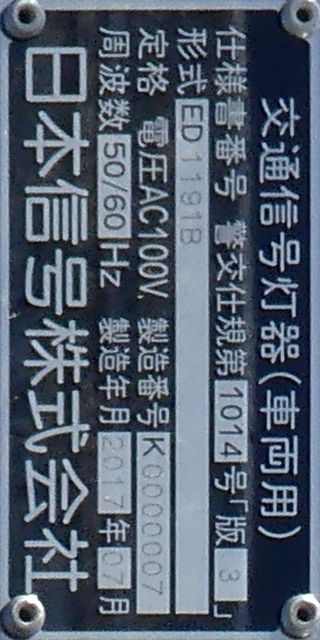 交通信号灯器(車両用)
仕様書番号 警交仕規第1014号「版 3」
形式 ED1191B
定格 電圧AC100V, 製造番号 K0000007
周波数 50/60 Hz 製造年月 2017年07月
日本信号株式会社